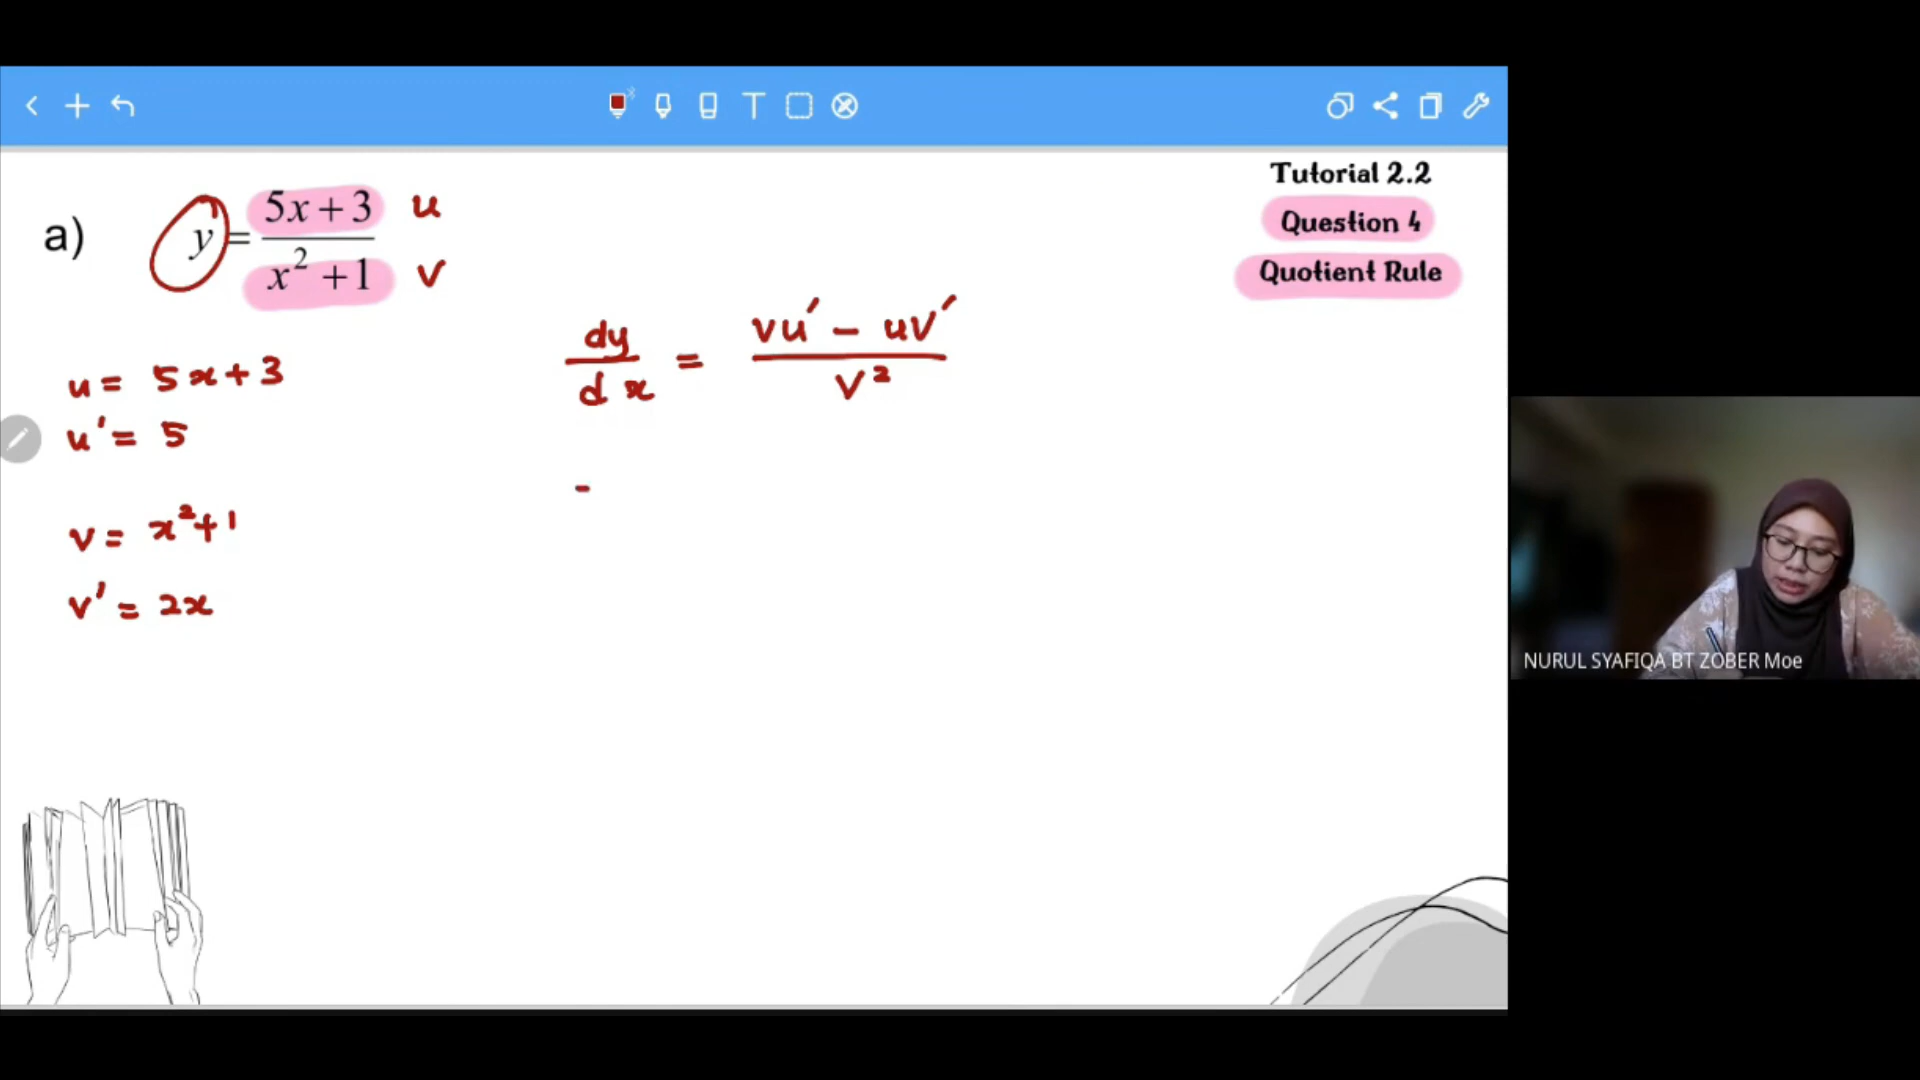 Tutorial 2.2
Question 4
Quotient Rule
a) y = 5x+3 / x² +1
u
v
u = 5x+3
u' = 5
v = x²+1
v' = 2x
dy/dx = vu' - uv' / v²
NURUL SYAFIQA BT ZOBER Moe